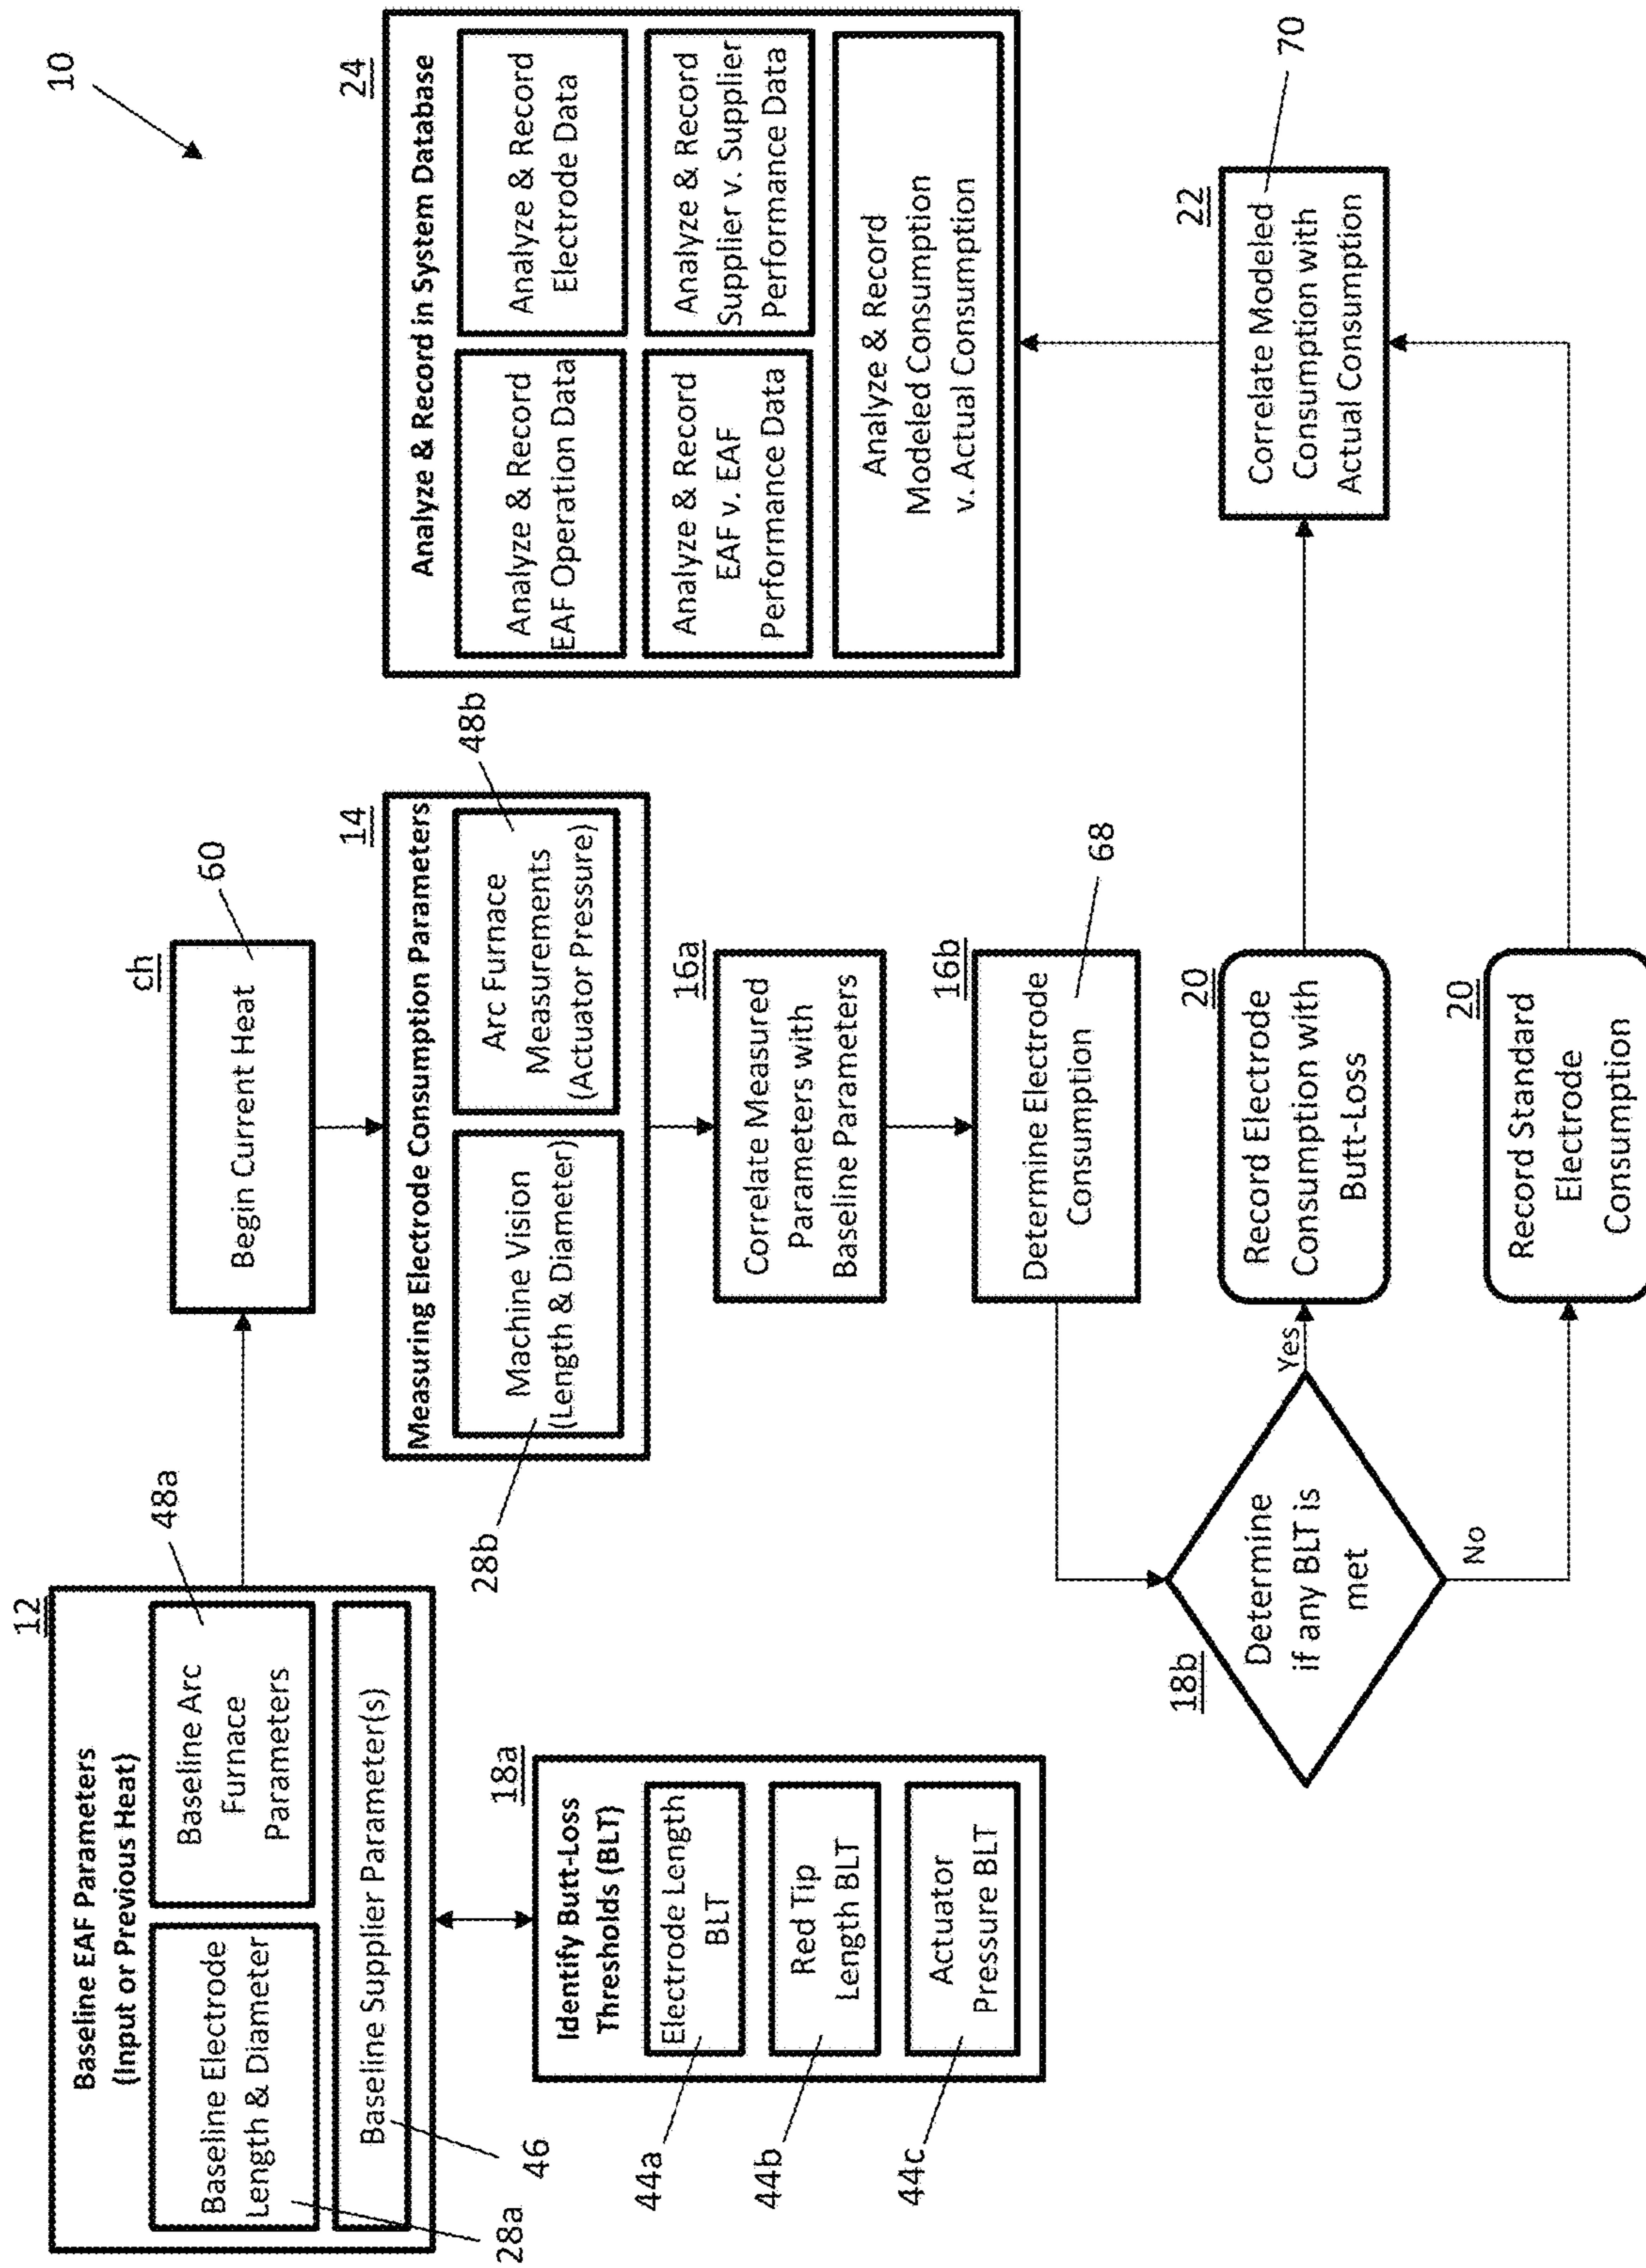 10
12
Baseline EAF Parameters
(Input or Previous Heat)
Baseline Electrode
Length & Diameter
28a
Baseline Arc
Furnace
Parameters
48a
Baseline Supplier Parameter(s)
46
18a
Identify Butt-Loss
Thresholds (BLT)
Electrode Length
BLT
44a
Red Tip
Length BLT
44b
Actuator
Pressure BLT
44c
ch
Begin Current Heat
60
14
Measuring Electrode Consumption Parameters
Machine Vision
(Length & Diameter)
28b
Arc Furnace
Measurements
(Actuator Pressure)
48b
16a
Correlate Measured
Parameters with
Baseline Parameters
16b
Determine Electrode
Consumption
68
18b
Determine
if any BLT is
met
Yes
No
20
Record Electrode
Consumption with
Butt-Loss
20
Record Standard
Electrode
Consumption
22
Correlate Modeled
Consumption with
Actual Consumption
70
24
Analyze & Record in System Database
Analyze & Record
EAF Operation Data
Analyze & Record
Electrode Data
Analyze & Record
EAF v. EAF
Performance Data
Analyze & Record
Supplier v. Supplier
Performance Data
Analyze & Record
Modeled Consumption
v. Actual Consumption